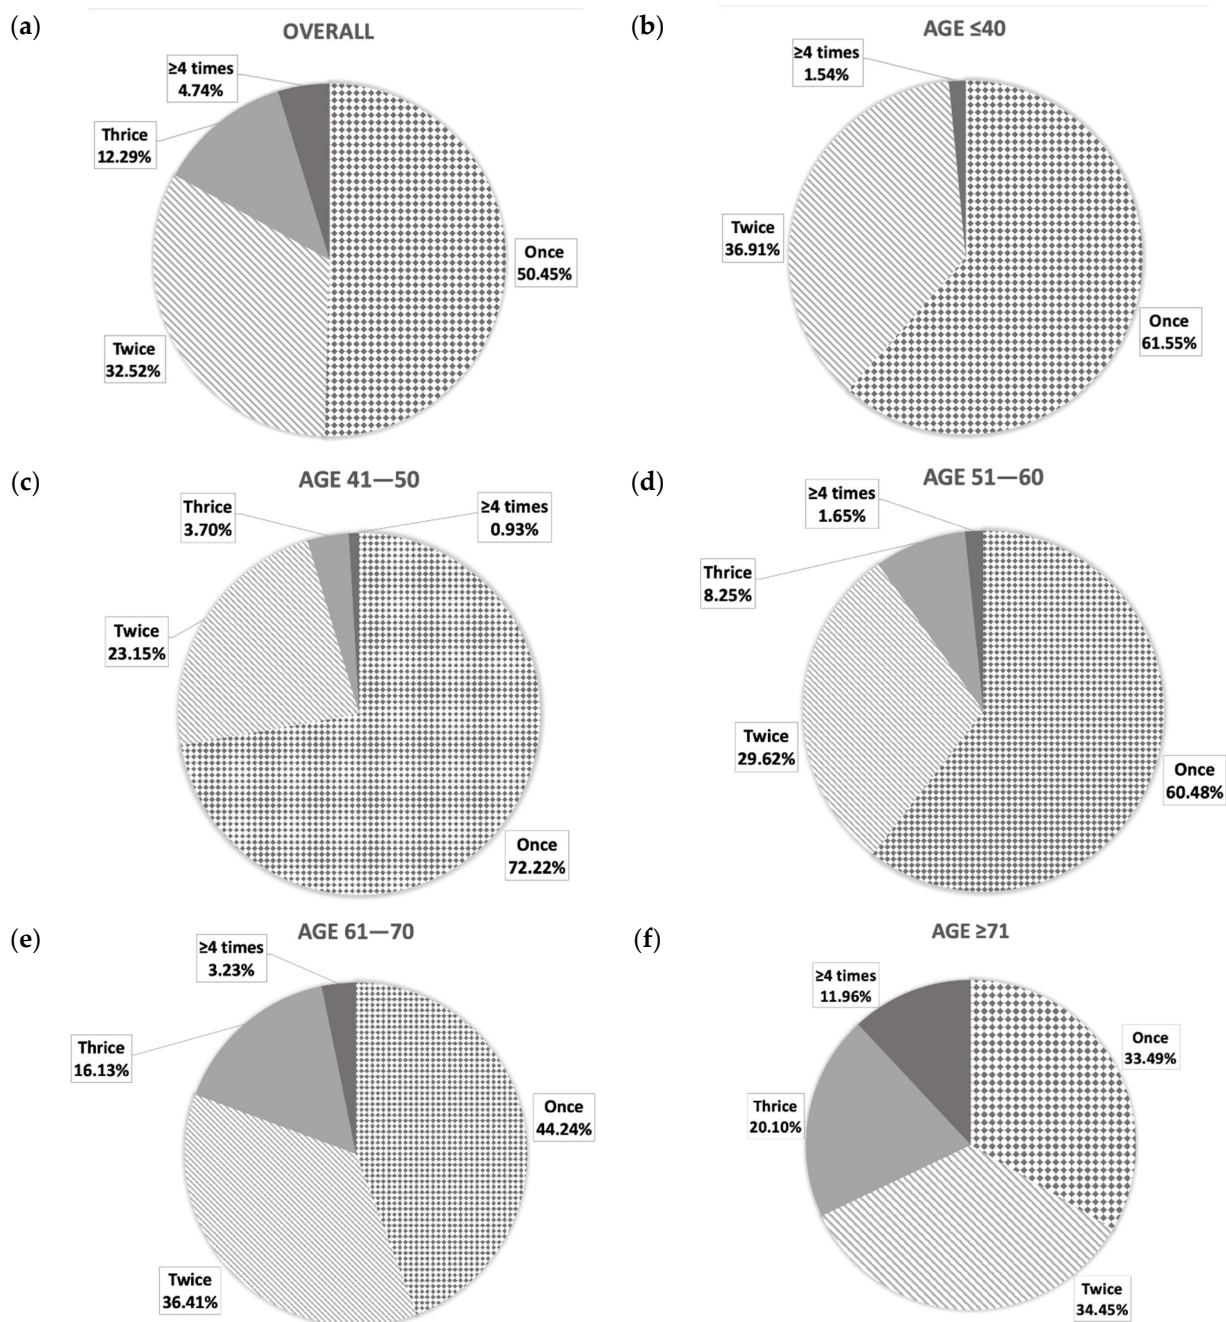 (a)
OVERALL
≥4 times
4.74%
Thrice
12.29%
Once
50.45%
Twice
32.52%
(b)
AGE ≤40
≥4 times
1.54%
Twice
36.91%
Once
61.55%
(c)
AGE 41—50
Thrice
3.70%
≥4 times
0.93%
Twice
23.15%
Once
72.22%
(d)
AGE 51—60
≥4 times
1.65%
Thrice
8.25%
Twice
29.62%
Once
60.48%
(e)
AGE 61—70
≥4 times
3.23%
Thrice
16.13%
Once
44.24%
Twice
36.41%
(f)
AGE ≥71
≥4 times
11.96%
Once
33.49%
Thrice
20.10%
Twice
34.45%